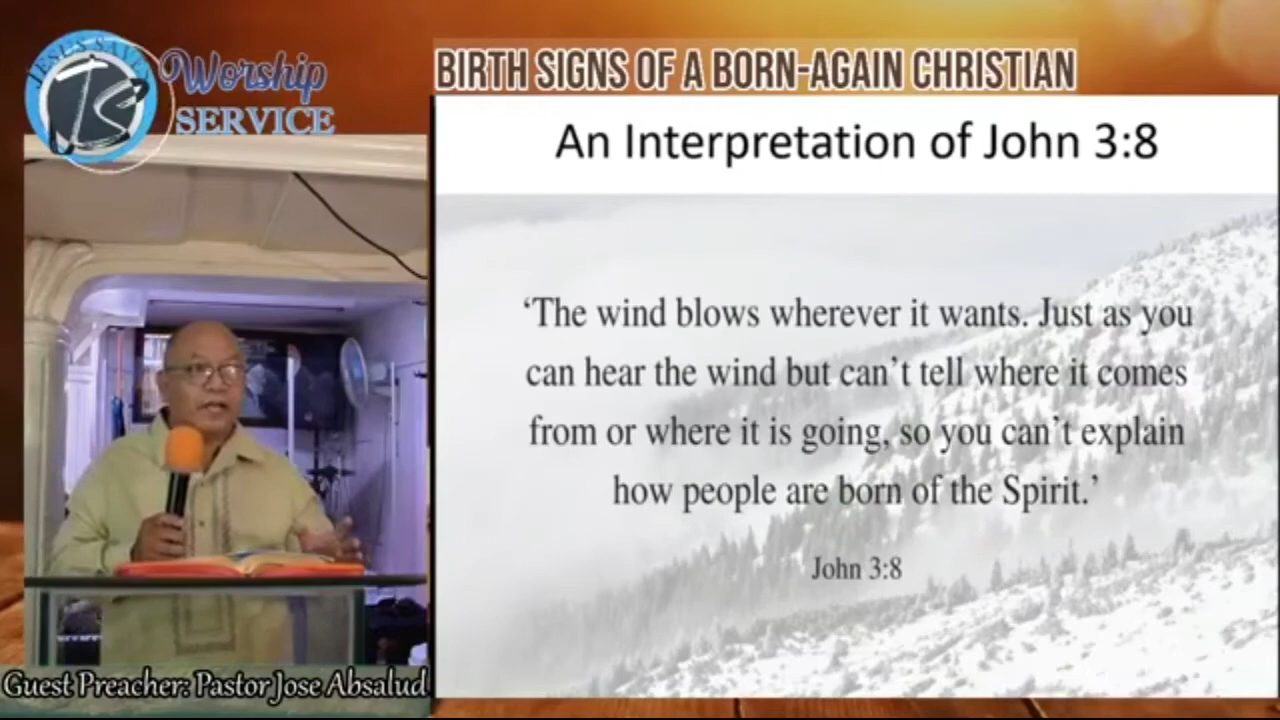 JESUS SAVES
JS
Worship
SERVICE
BIRTH SIGNS OF A BORN-AGAIN CHRISTIAN
An Interpretation of John 3:8
‘The wind blows wherever it wants. Just as you
can hear the wind but can’t tell where it comes
from or where it is going, so you can’t explain
how people are born of the Spirit.’
John 3:8
Guest Preacher: Pastor Jose Absalud